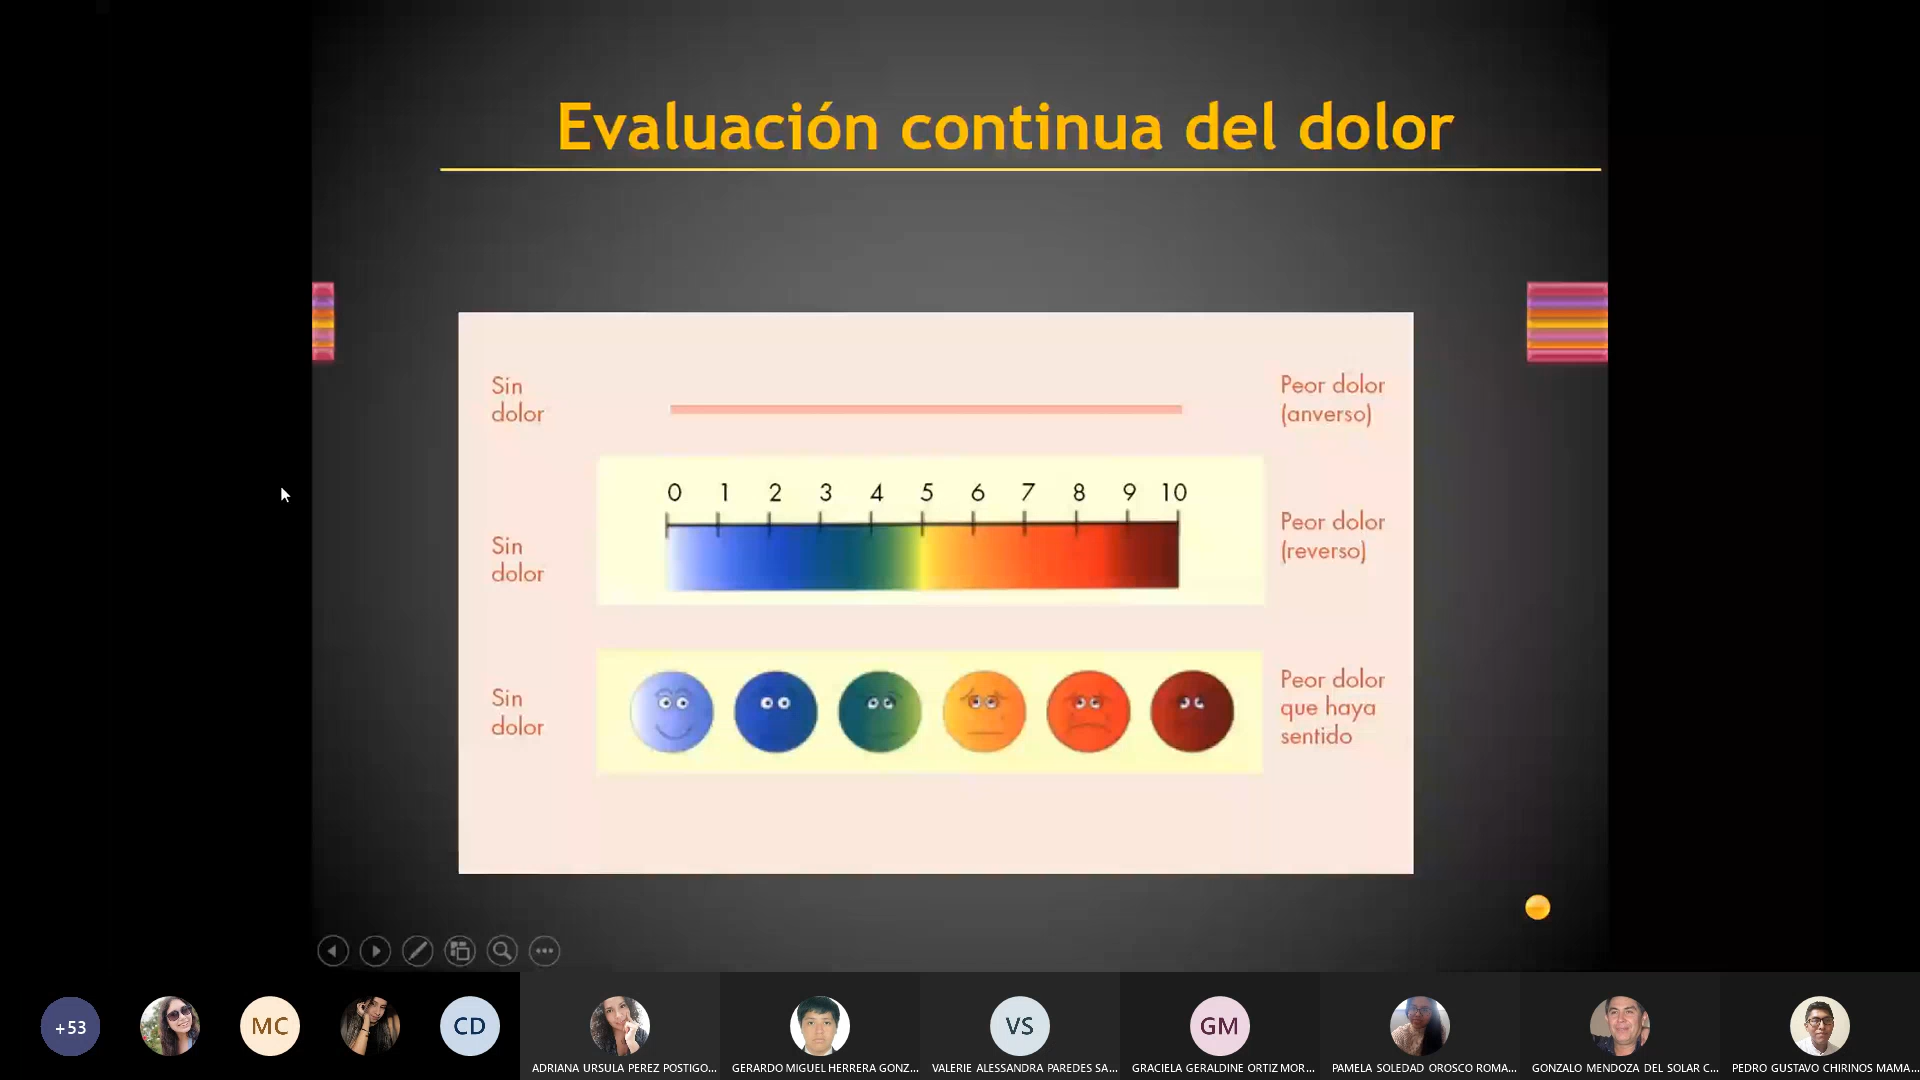 Evaluación continua del dolor
Sin
dolor
Peor dolor
(anverso)
0 1 2 3 4 5 6 7 8 9 10
Sin
dolor
Peor dolor
(reverso)
Sin
dolor
Peor dolor
que haya
sentido
+53
MC
CD
VS
GM
ADRIANA URSULA PEREZ POSTIGO...
GERARDO MIGUEL HERRERA GONZ...
VALERIE ALESSANDRA PAREDES SA...
GRACIELA GERALDINE ORTIZ MOR...
PAMELA SOLEDAD OROSCO ROMA...
GONZALO MENDOZA DEL SOLAR C...
PEDRO GUSTAVO CHIRINOS MAMA...